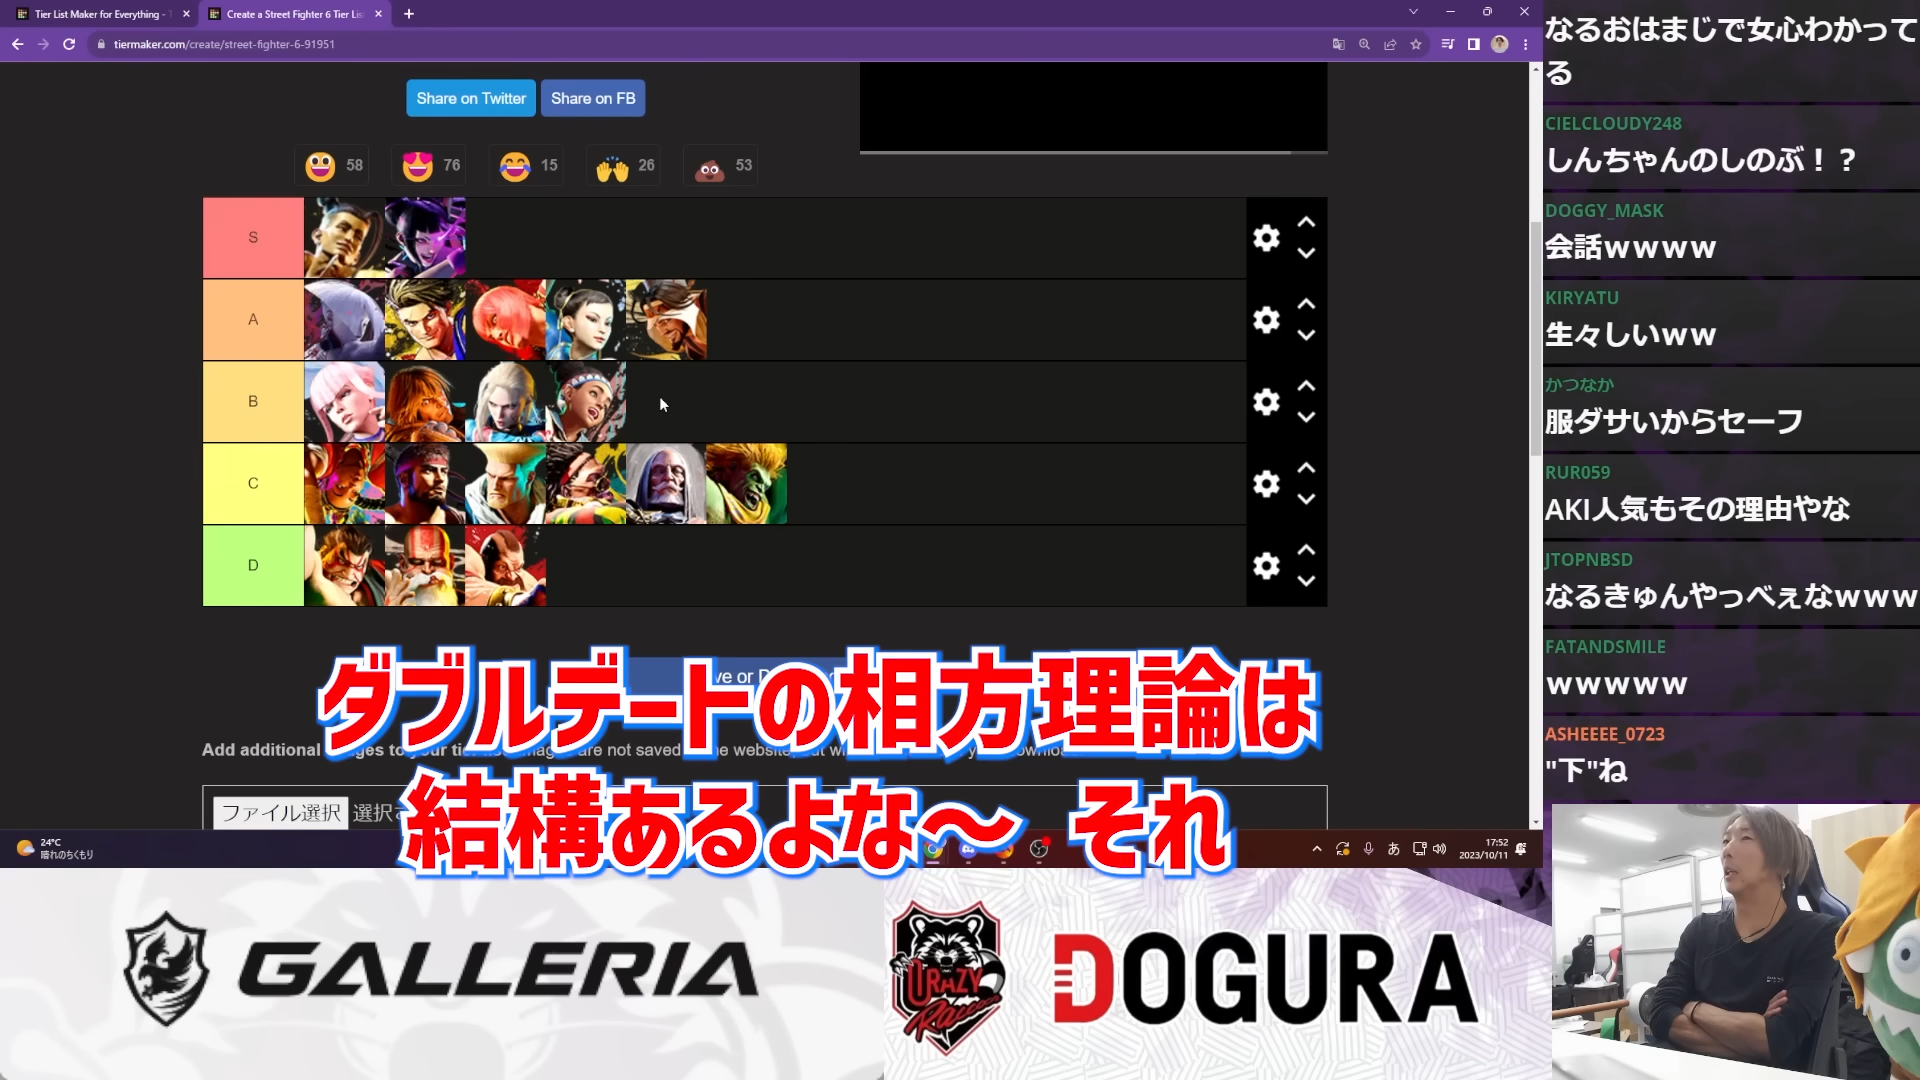 Tier List Maker for Everything -
Create a Street Fighter 6 Tier Lis
tiermaker.com/create/street-fighter-6-91951
Share on Twitter
Share on FB
58
76
15
26
53
S
A
B
C
D
ダブルデートの相方理論は
結構あるよな〜 それ
Add additional
ファイル選択
選択
24°C
晴れのちくもり
あ
17:52
2023/10/11
GALLERIA
CRAZY
Raccoon
DOGURA
なるおはまじで女心わかって
る
CIELCLOUDY248
しんちゃんのしのぶ！？
DOGGY_MASK
会話wwww
KIRYATU
生々しいww
かつなか
服ダサいからセーフ
RUR059
AKI人気もその理由やな
JTOPNBSD
なるきゅんやっべぇなwww
FATANDSMILE
wwwww
ASHEEEE_0723
"下"ね